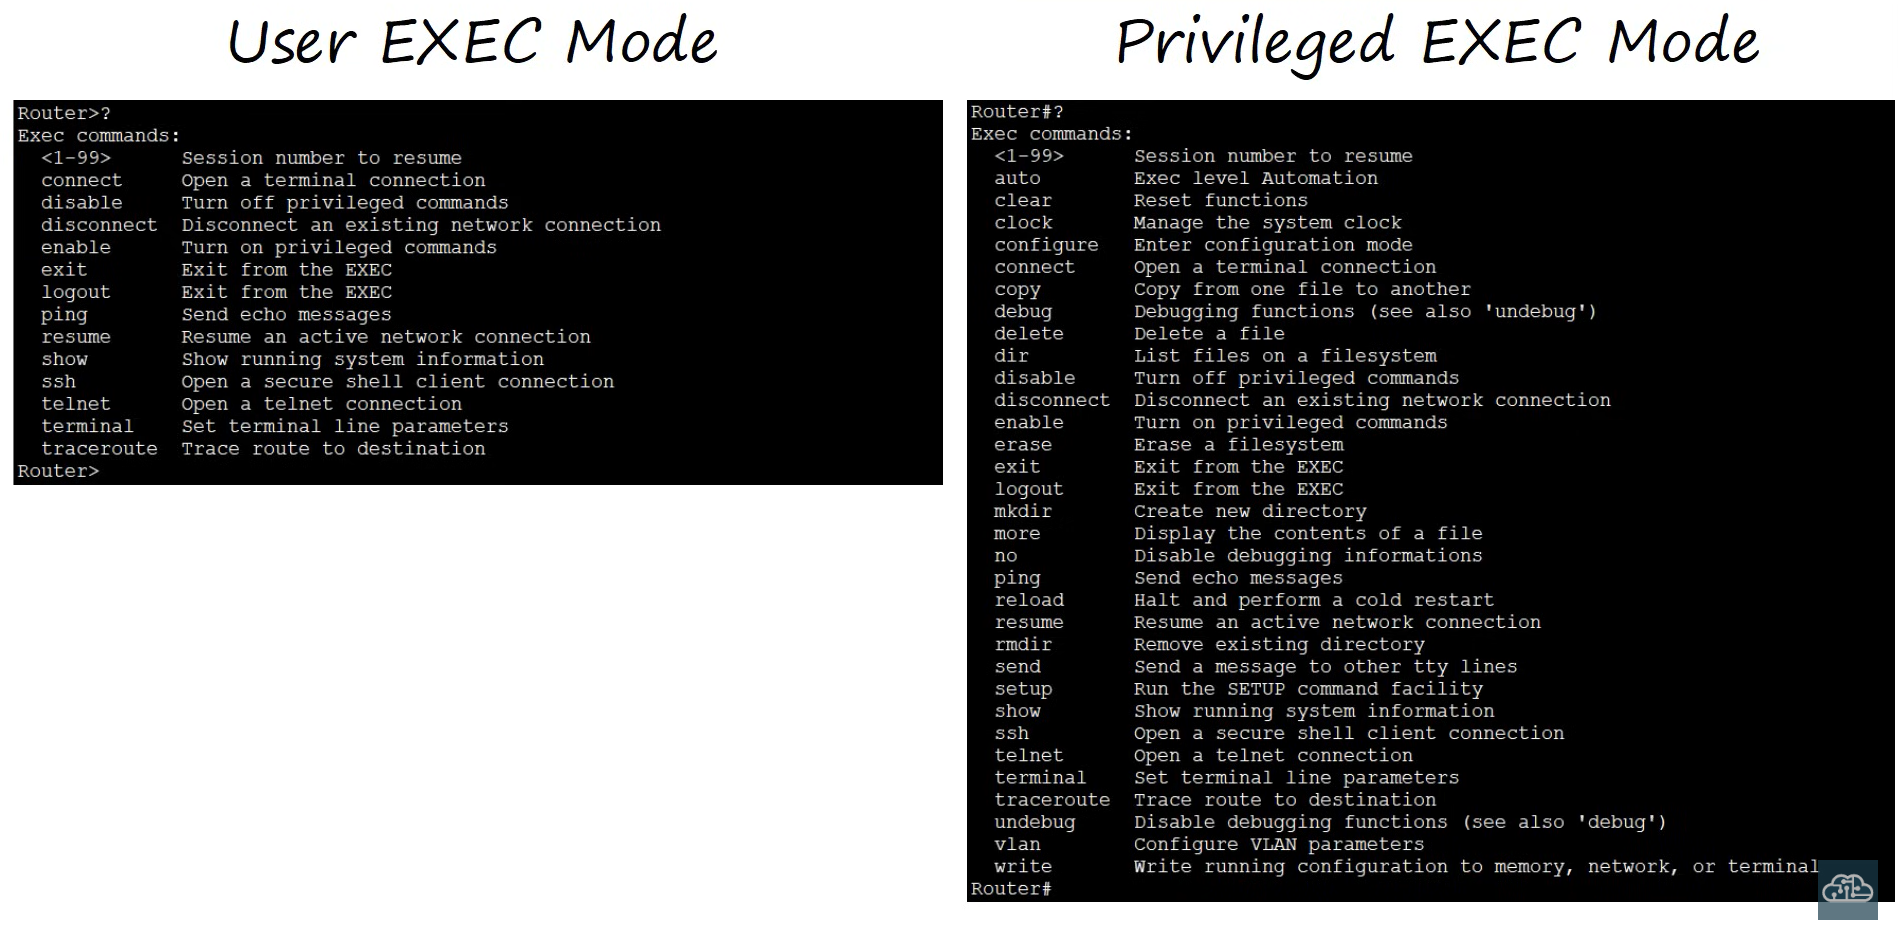 User EXEC Mode
Router>?
Exec commands:
  <1-99>      Session number to resume
  connect     Open a terminal connection
  disable     Turn off privileged commands
  disconnect  Disconnect an existing network connection
  enable      Turn on privileged commands
  exit        Exit from the EXEC
  logout      Exit from the EXEC
  ping        Send echo messages
  resume      Resume an active network connection
  show        Show running system information
  ssh         Open a secure shell client connection
  telnet      Open a telnet connection
  terminal    Set terminal line parameters
  traceroute  Trace route to destination
Router>
Privileged EXEC Mode
Router#?
Exec commands:
  <1-99>      Session number to resume
  auto        Exec level Automation
  clear       Reset functions
  clock       Manage the system clock
  configure   Enter configuration mode
  connect     Open a terminal connection
  copy        Copy from one file to another
  debug       Debugging functions (see also 'undebug')
  delete      Delete a file
  dir         List files on a filesystem
  disable     Turn off privileged commands
  disconnect  Disconnect an existing network connection
  enable      Turn on privileged commands
  erase       Erase a filesystem
  exit        Exit from the EXEC
  logout      Exit from the EXEC
  mkdir       Create new directory
  more        Display the contents of a file
  no          Disable debugging informations
  ping        Send echo messages
  reload      Halt and perform a cold restart
  resume      Resume an active network connection
  rmdir       Remove existing directory
  send        Send a message to other tty lines
  setup       Run the SETUP command facility
  show        Show running system information
  ssh         Open a secure shell client connection
  telnet      Open a telnet connection
  terminal    Set terminal line parameters
  traceroute  Trace route to destination
  undebug     Disable debugging functions (see also 'debug')
  vlan        Configure VLAN parameters
  write       Write running configuration to memory, network, or terminal
Router#